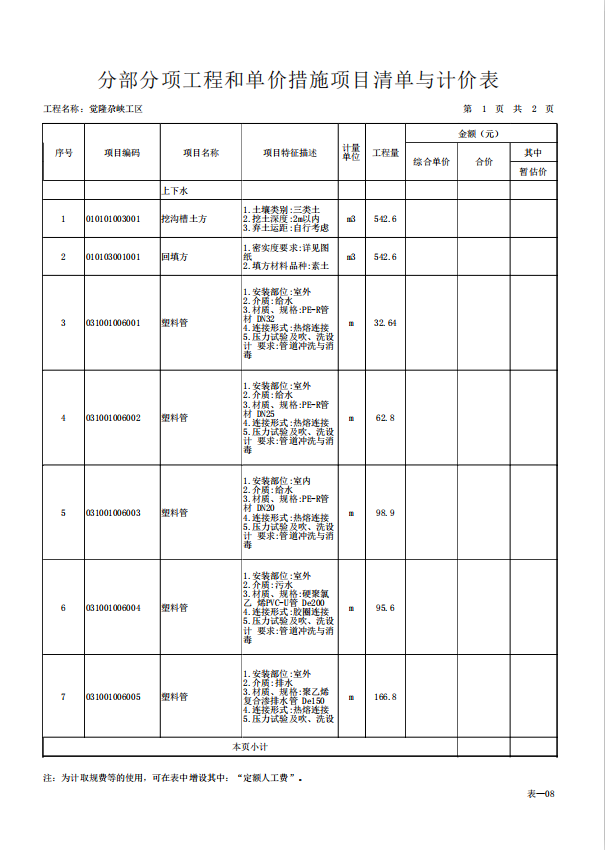 分部分项工程和单价措施项目清单与计价表
工程名称：觉隆杂峡工区 第 1 页 共 2 页
序号 项目编码 项目名称 项目特征描述 计量单位 工程量 金额（元）
综合单价 合价 其中
暂估价
上下水
1 010101003001 挖沟槽土方 1.土壤类别:三类土
2.挖土深度:2m以内
3.弃土运距:自行考虑 m3 542.6
2 010103001001 回填方 1.密实度要求:详见图
纸
2.填方材料品种:素土 m3 542.6
3 031001006001 塑料管 1.安装部位:室外
2.介质:给水
3.材质、规格:PE-R管
材 DN32
4.连接形式:热熔连接
5.压力试验及吹、洗设
计 要求:管道冲洗与消
毒 m 32.64
4 031001006002 塑料管 1.安装部位:室外
2.介质:给水
3.材质、规格:PE-R管
材 DN25
4.连接形式:热熔连接
5.压力试验及吹、洗设
计 要求:管道冲洗与消
毒 m 62.8
5 031001006003 塑料管 1.安装部位:室内
2.介质:给水
3.材质、规格:PE-R管
材 DN20
4.连接形式:热熔连接
5.压力试验及吹、洗设
计 要求:管道冲洗与消
毒 m 98.9
6 031001006004 塑料管 1.安装部位:室外
2.介质:污水
3.材质、规格:硬聚氯
乙 烯PVC-U管 De200
4.连接形式:胶圈连接
5.压力试验及吹、洗设
计 要求:管道冲洗与消
毒 m 95.6
7 031001006005 塑料管 1.安装部位:室外
2.介质:排水
3.材质、规格:聚乙烯
复合渗排水管 De150
4.连接形式:热熔连接
5.压力试验及吹、洗设 m 166.8
本页小计
注：为计取规费等的使用，可在表中增设其中：“定额人工费”。
表—08